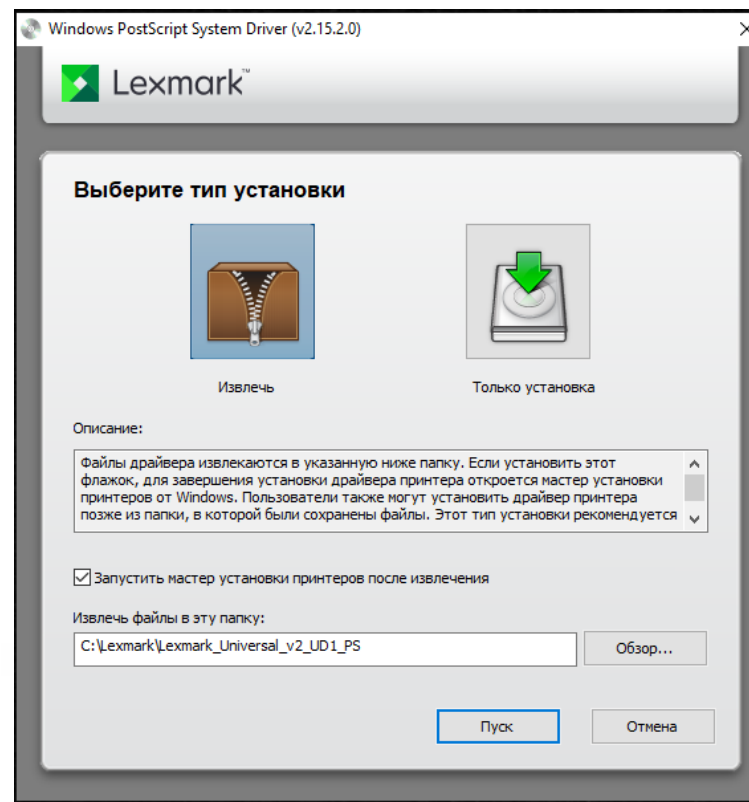 Windows PostScript System Driver (v2.15.2.0)
Lexmark™
Выберите тип установки
Извлечь
Только установка
Описание:
Файлы драйвера извлекаются в указанную ниже папку. Если установить этот
флажок, для завершения установки драйвера принтера откроется мастер установки
принтеров от Windows. Пользователи также могут установить драйвер принтера
позже из папки, в которой были сохранены файлы. Этот тип установки рекомендуется
Запустить мастер установки принтеров после извлечения
Извлечь файлы в эту папку:
C:\Lexmark\Lexmark_Universal_v2_UD1_PS
Обзор...
Пуск
Отмена